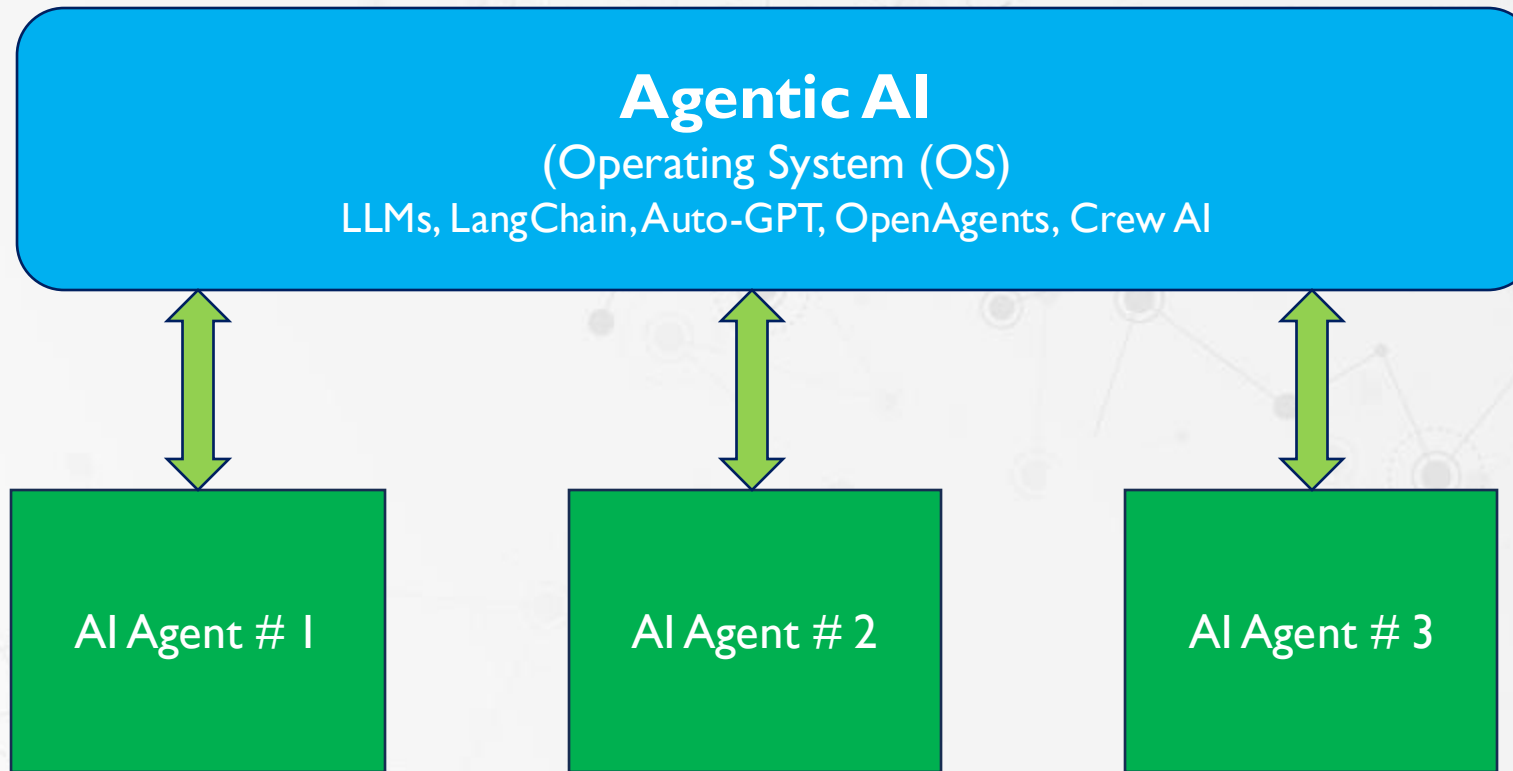 Agentic AI
(Operating System (OS)
LLMs, LangChain, Auto-GPT, OpenAgents, Crew AI
AI Agent # 1
AI Agent # 2
AI Agent # 3